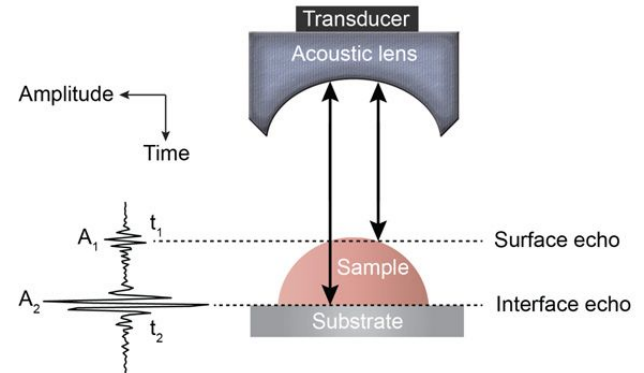 Transducer
Acoustic lens
Amplitude
Time
A₁
t₁
Surface echo
Sample
A₂
Interface echo
t₂
Substrate